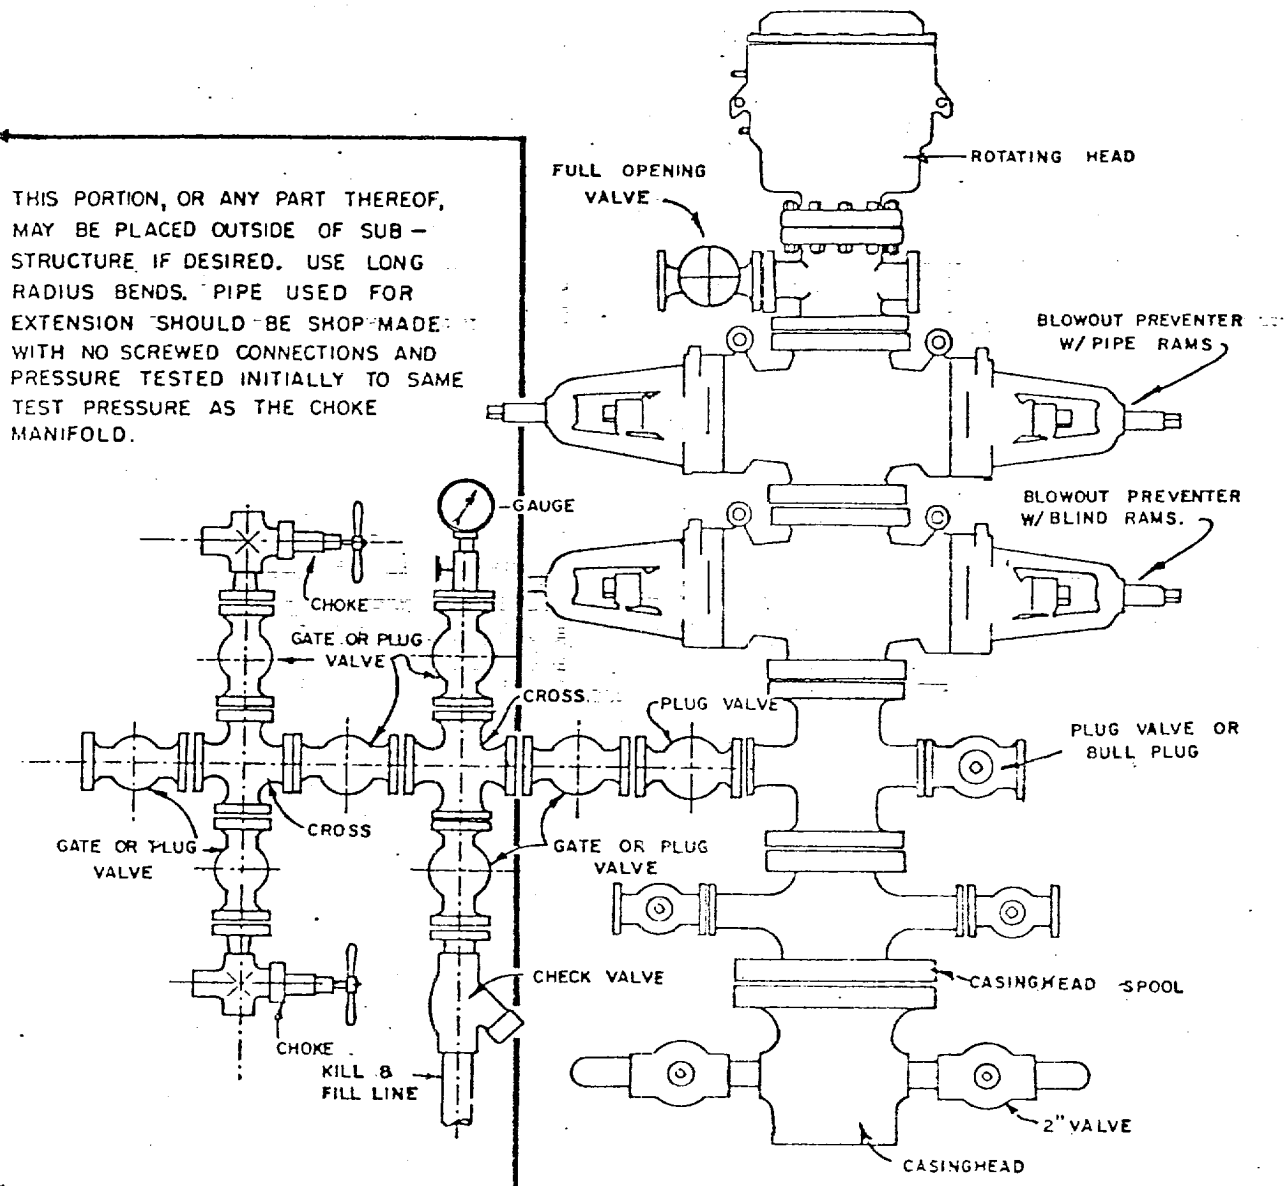 ROTATING HEAD
FULL OPENING
VALVE
THIS PORTION, OR ANY PART THEREOF,
MAY BE PLACED OUTSIDE OF SUB-
STRUCTURE IF DESIRED. USE LONG
RADIUS BENDS. PIPE USED FOR
EXTENSION SHOULD BE SHOP MADE
WITH NO SCREWED CONNECTIONS AND
PRESSURE TESTED INITIALLY TO SAME
TEST PRESSURE AS THE CHOKE
MANIFOLD.
BLOWOUT PREVENTER
W/ PIPE RAMS
GAUGE
BLOWOUT PREVENTER
W/ BLIND RAMS.
CHOKE
GATE OR PLUG
VALVE
CROSS
PLUG VALVE
PLUG VALVE OR
BULL PLUG
CROSS
GATE OR PLUG
VALVE
GATE OR PLUG
VALVE
CHECK VALVE
CASINGHEAD SPOOL
CHOKE
KILL &
FILL LINE
2" VALVE
CASINGHEAD